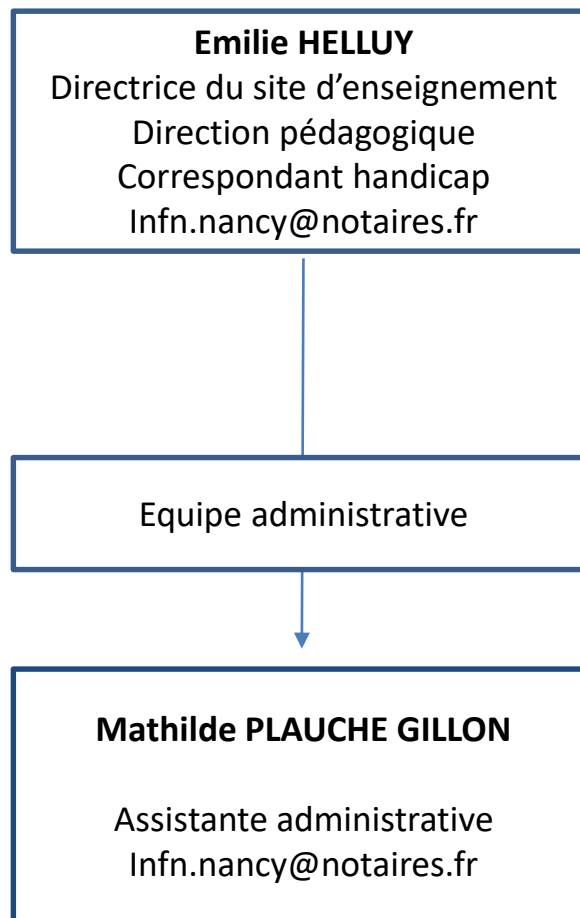 Emilie HELLUY
Directrice du site d’enseignement
Direction pédagogique
Correspondant handicap
Infn.nancy@notaires.fr
Equipe administrative
Mathilde PLAUCHE GILLON
Assistante administrative
Infn.nancy@notaires.fr